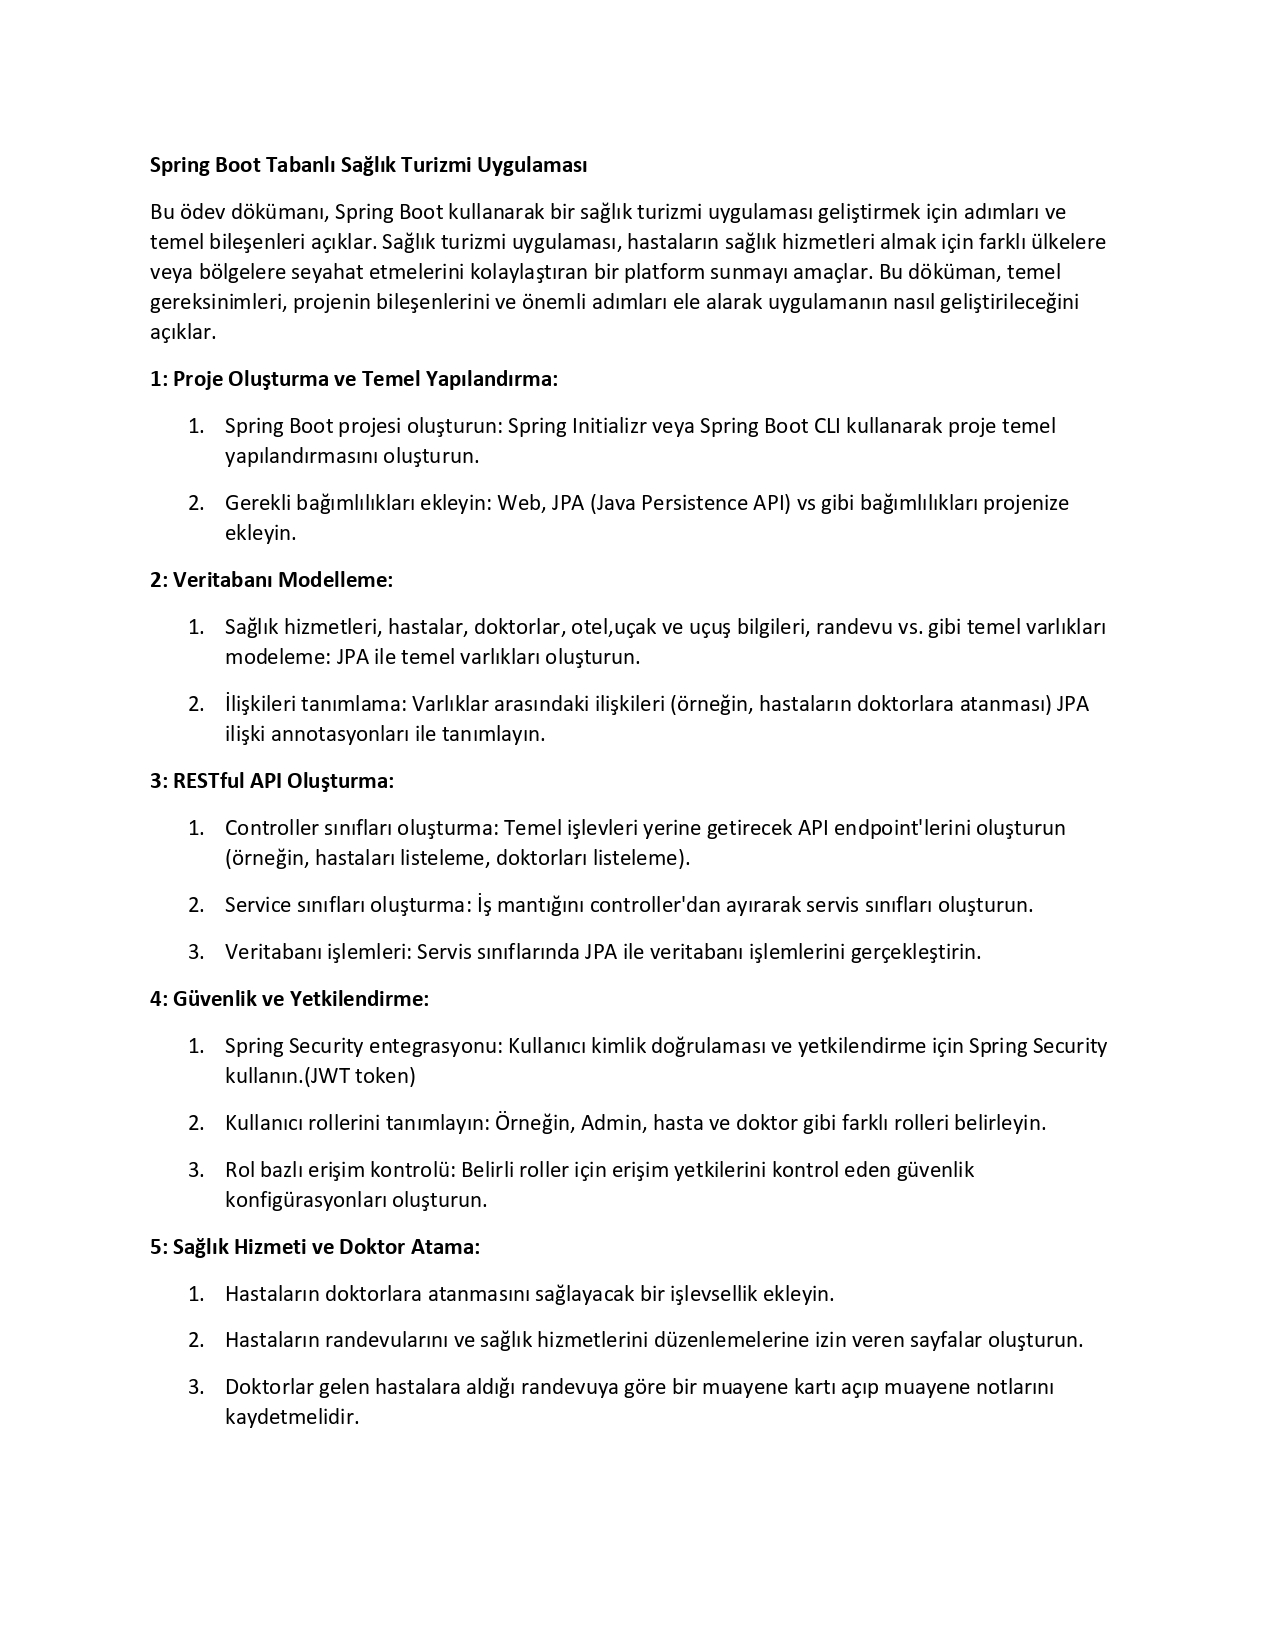 Spring Boot Tabanlı Sağlık Turizmi Uygulaması
Bu ödev dökümanı, Spring Boot kullanarak bir sağlık turizmi uygulaması geliştirmek için adımları ve
temel bileşenleri açıklar. Sağlık turizmi uygulaması, hastaların sağlık hizmetleri almak için farklı ülkelere
veya bölgelere seyahat etmelerini kolaylaştıran bir platform sunmayı amaçlar. Bu döküman, temel
gereksinimleri, projenin bileşenlerini ve önemli adımları ele alarak uygulamanın nasıl geliştirileceğini
açıklar.
1: Proje Oluşturma ve Temel Yapılandırma:
1. Spring Boot projesi oluşturun: Spring Initializr veya Spring Boot CLI kullanarak proje temel
yapılandırmasını oluşturun.
2. Gerekli bağımlılıkları ekleyin: Web, JPA (Java Persistence API) vs gibi bağımlılıkları projenize
ekleyin.
2: Veritabanı Modelleme:
1. Sağlık hizmetleri, hastalar, doktorlar, otel,uçak ve uçuş bilgileri, randevu vs. gibi temel varlıkları
modeleme: JPA ile temel varlıkları oluşturun.
2. İlişkileri tanımlama: Varlıklar arasındaki ilişkileri (örneğin, hastaların doktorlara atanması) JPA
ilişki annotasyonları ile tanımlayın.
3: RESTful API Oluşturma:
1. Controller sınıfları oluşturma: Temel işlevleri yerine getirecek API endpoint'lerini oluşturun
(örneğin, hastaları listeleme, doktorları listeleme).
2. Service sınıfları oluşturma: İş mantığını controller'dan ayırarak servis sınıfları oluşturun.
3. Veritabanı işlemleri: Servis sınıflarında JPA ile veritabanı işlemlerini gerçekleştirin.
4: Güvenlik ve Yetkilendirme:
1. Spring Security entegrasyonu: Kullanıcı kimlik doğrulaması ve yetkilendirme için Spring Security
kullanın.(JWT token)
2. Kullanıcı rollerini tanımlayın: Örneğin, Admin, hasta ve doktor gibi farklı rolleri belirleyin.
3. Rol bazlı erişim kontrolü: Belirli roller için erişim yetkilerini kontrol eden güvenlik
konfigürasyonları oluşturun.
5: Sağlık Hizmeti ve Doktor Atama:
1. Hastaların doktorlara atanmasını sağlayacak bir işlevsellik ekleyin.
2. Hastaların randevularını ve sağlık hizmetlerini düzenlemelerine izin veren sayfalar oluşturun.
3. Doktorlar gelen hastalara aldığı randevuya göre bir muayene kartı açıp muayene notlarını
kaydetmelidir.